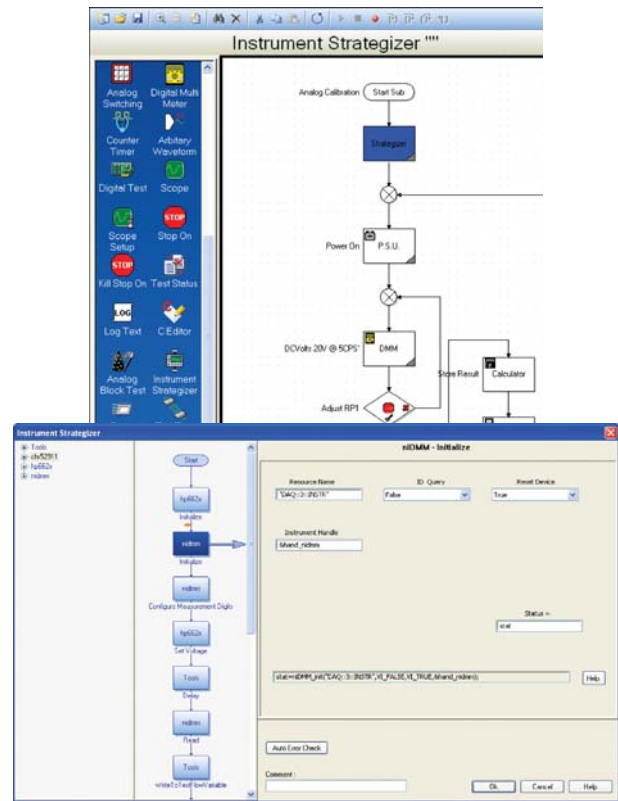 Instrument Strategizer ""
Analog Switching
Digital Multi Meter
Counter Timer
Arbitary Waveform
Digital Test
Scope
Scope Setup
STOP
Stop On
STOP
Kill Stop On
Test Status
LOG
Log Text
C Editor
Analog Block Test
Instrument Strategizer
Analog Calibration
Start Sub
Strategizer
Power On
P.S.U.
DCVolts 20V @ 5CPS"
DMM
Store Result
Calculator
Adjust RP1
Instrument Strategizer
Tools
hp662x
nidmm
Start
hp662x
Initialize
nidmm
Initialize
nidmm
Configure Measurement Digits
hp662x
Set Voltage
Tools
Delay
nidmm
Read
Tools
WriteToTestFlowVariable
niDMM - Initialize
Resource Name
ID Query
Reset Device
"DAQ::3::INSTR"
False
True
Instrument Handle
&hand_nidmm
Status =
stat
stat=niDMM_init("DAQ::3::INSTR",VI_FALSE,VI_TRUE,&hand_nidmm);
Help
Auto Error Check
Comment :
Ok
Cancel
Help